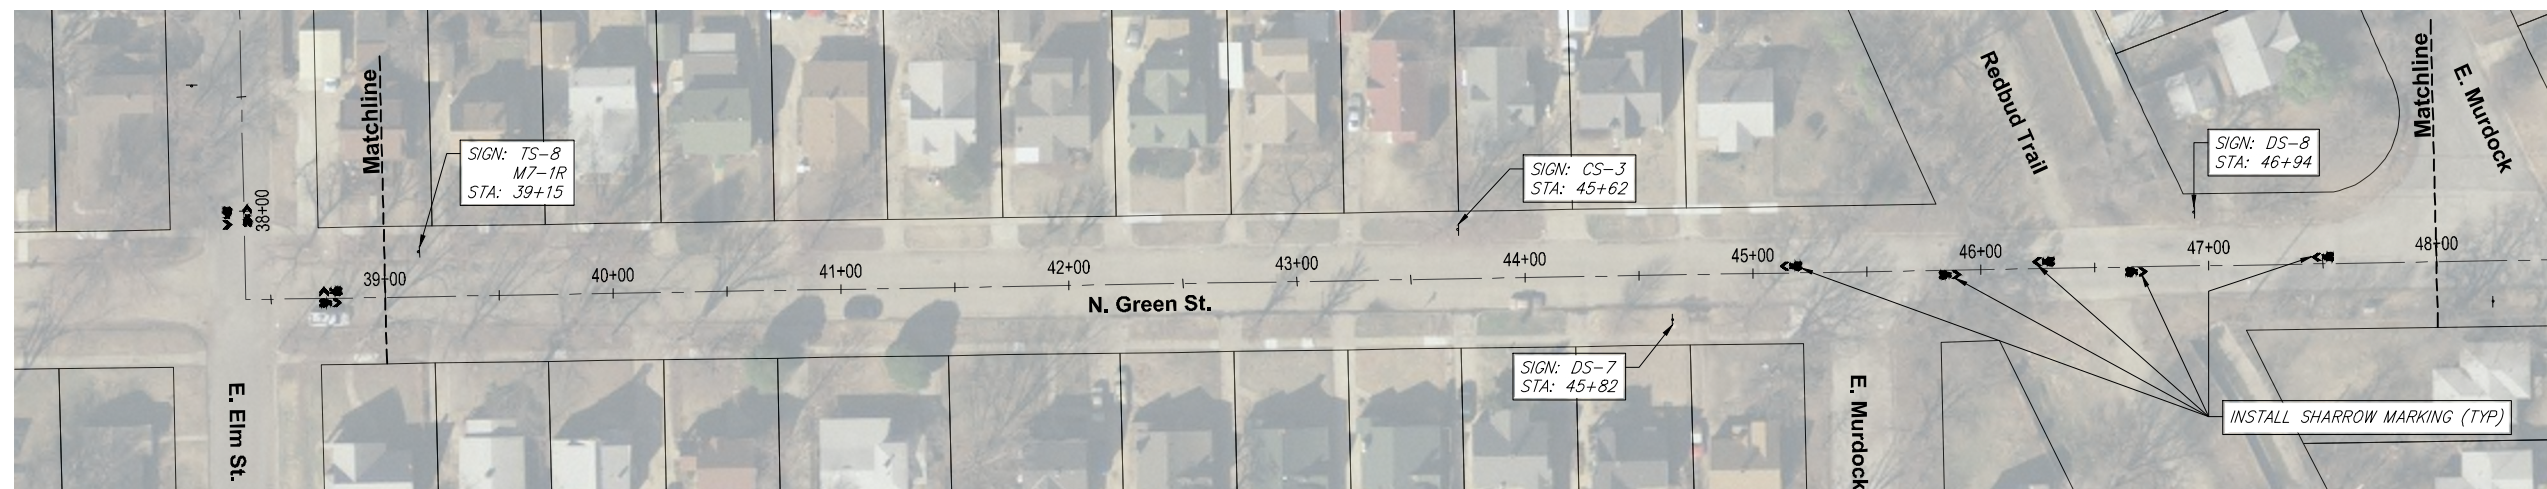 Matchline
38+00
E. Elm St.
SIGN: TS-8
M7-1R
STA: 39+15
39+00
40+00
41+00
42+00
43+00
44+00
45+00
46+00
47+00
48+00
N. Green St.
SIGN: CS-3
STA: 45+62
SIGN: DS-7
STA: 45+82
E. Murdock
Redbud Trail
SIGN: DS-8
STA: 46+94
Matchline
E. Murdock
INSTALL SHARROW MARKING (TYP)